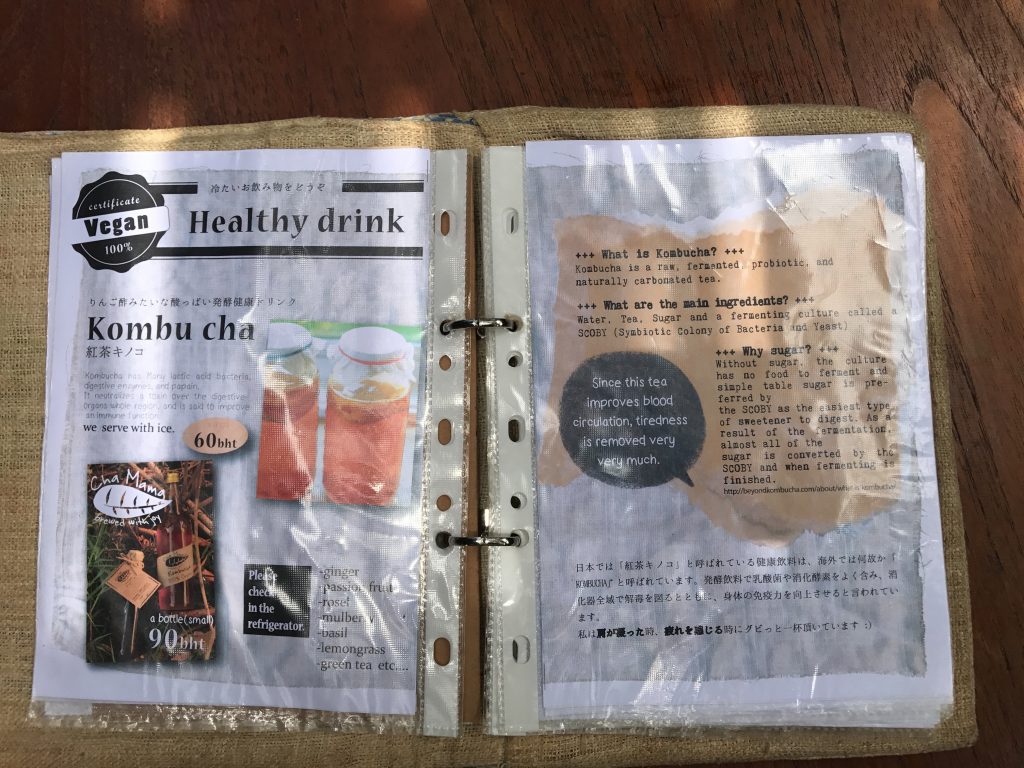 certificate
Vegan
100%
冷たいお飲み物をどうぞ
Healthy drink
りんご酢みたいな酸っぱい発酵健康ドリンク
Kombu cha
紅茶キノコ
Kombucha has Many lactic acid bacteria,
digestive enzymes, and papain.
It neutralizes a toxin over the digestive-
organs whole region, and is said to improve
an immune function.
we serve with ice.
60bht
Cha Mama
Brewed with
a bottle(small)
90bht
Please
check
in the
refrigerator.
-ginger
-passion fruit
-rosel
-mulberry
-basil
-lemongrass
-green tea etc....
+++ What is Kombucha? +++
Kombucha is a raw, fermented, probiotic, and
naturally carbonated tea.
+++ What are the main ingredients? +++
Water, Tea, Sugar and a fermenting culture called a
SCOBY (Symbiotic Colony of Bacteria and Yeast)
+++ Why sugar? +++
Without sugar, the culture
has no food to ferment and
simple table sugar is pre-
ferred by
the SCOBY as the easiest type
of sweetener to digest. As a
result of the fermentation,
almost all of the
sugar is converted by the
SCOBY and when fermenting is
finished.
http://beyondkombucha.com/about/what-is-kombucha/
Since this tea
improves blood
circulation, tiredness
is removed very
very much.
日本では「紅茶キノコ」と呼ばれている健康飲料は、海外では何故か「
KOMBUCHA」と呼ばれています。発酵飲料で乳酸菌や消化酵素をよく含み、消
化器全域で解毒を図るとともに、身体の免疫力を向上させると言われてい
ます。
私は肩が凝った時、疲れを感じる時にグビっと一杯頂いています :)